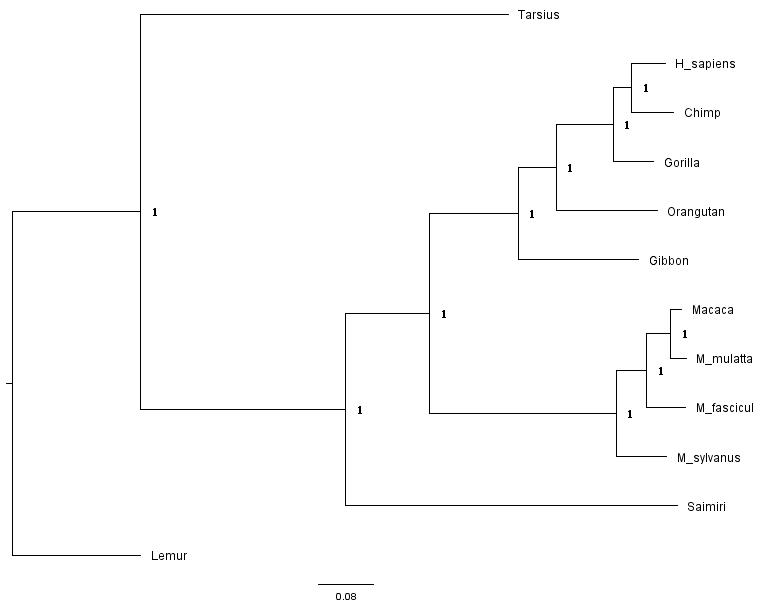 Tarsius
H_sapiens
1
Chimp
1
Gorilla
1
Orangutan
1
1
Gibbon
Macaca
1
1
M_mulatta
1
M_fascicul
1
1
M_sylvanus
Saimiri
Lemur
0.08